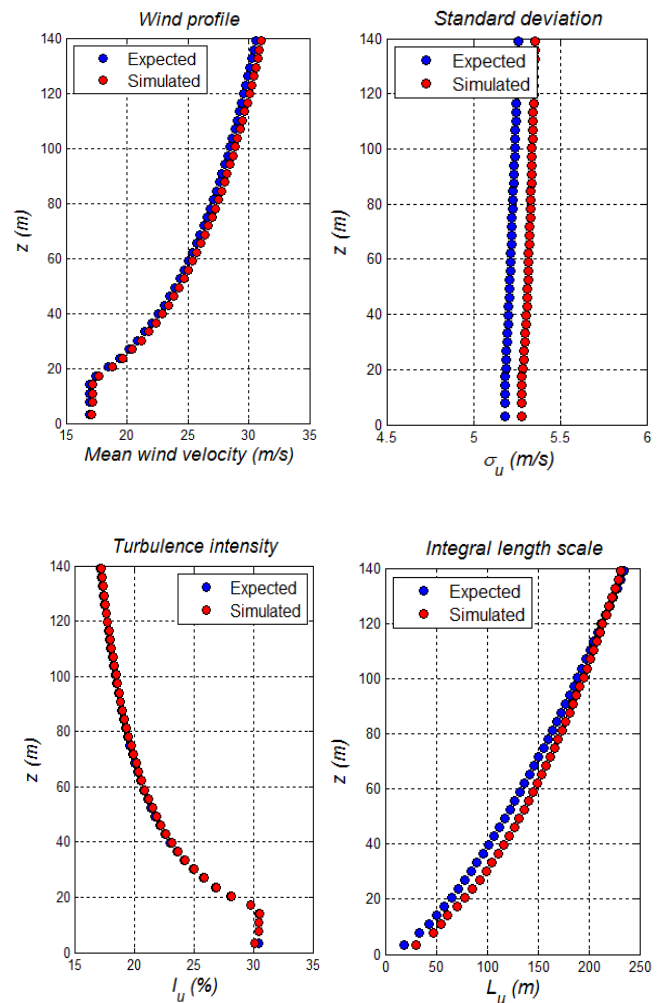 Wind profile
140
120
100
80
60
40
20
0
z (m)
Expected
Simulated
15 20 25 30 35
Mean wind velocity (m/s)
Standard deviation
140
120
100
80
60
40
20
0
z (m)
Expected
Simulated
4.5 5 5.5 6
σu (m/s)
Turbulence intensity
140
120
100
80
60
40
20
0
z (m)
Expected
Simulated
15 20 25 30 35
Iu (%)
Integral length scale
140
120
100
80
60
40
20
0
z (m)
Expected
Simulated
0 50 100 150 200 250
Lu (m)